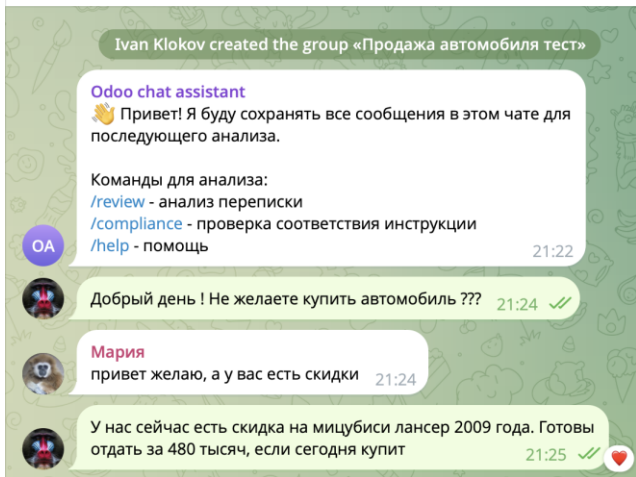 Ivan Klokov created the group «Продажа автомобиля тест»
Odoo chat assistant
👋 Привет! Я буду сохранять все сообщения в этом чате для
последующего анализа.
Команды для анализа:
/review - анализ переписки
/compliance - проверка соответствия инструкции
/help - помощь
OA
21:22
Добрый день ! Не желаете купить автомобиль ???
21:24
Мария
привет желаю, а у вас есть скидки
21:24
У нас сейчас есть скидка на мицубиси лансер 2009 года. Готовы
отдать за 480 тысяч, если сегодня купит
21:25